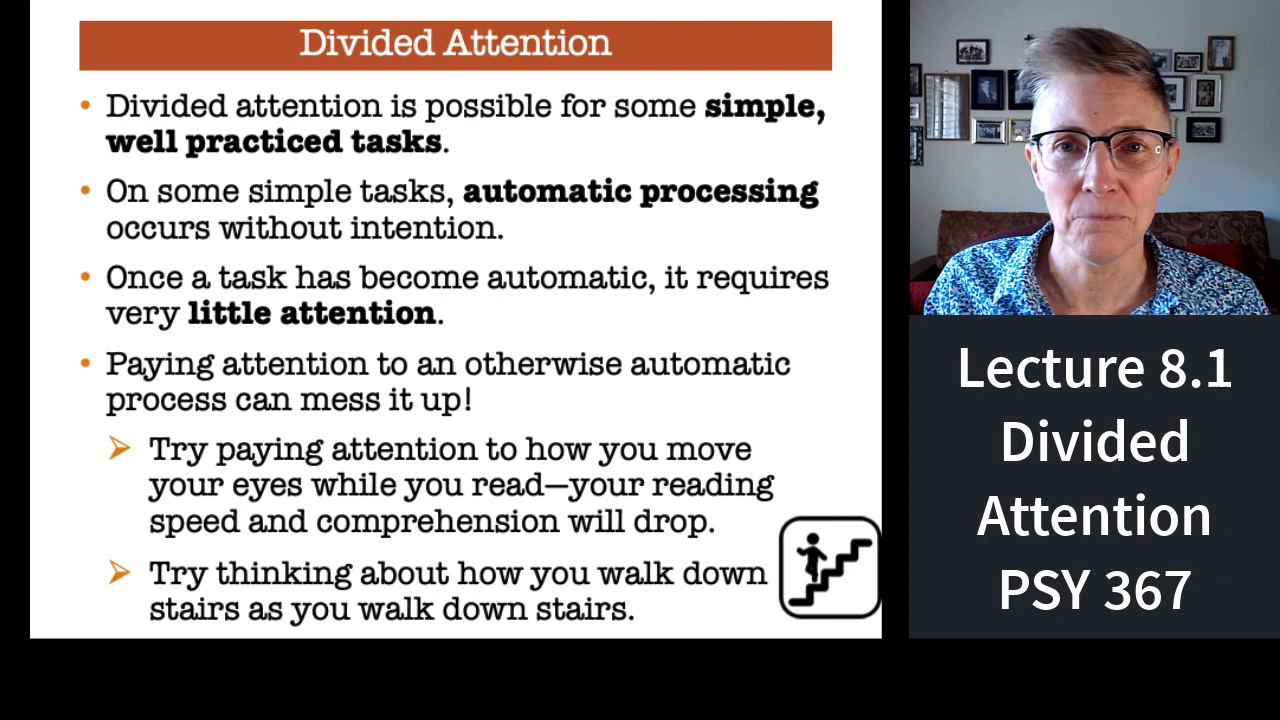 Divided Attention
• Divided attention is possible for some simple,
well practiced tasks.
• On some simple tasks, automatic processing
occurs without intention.
• Once a task has become automatic, it requires
very little attention.
• Paying attention to an otherwise automatic
process can mess it up!
➢ Try paying attention to how you move
your eyes while you read—your reading
speed and comprehension will drop.
➢ Try thinking about how you walk down
stairs as you walk down stairs.
Lecture 8.1
Divided
Attention
PSY 367